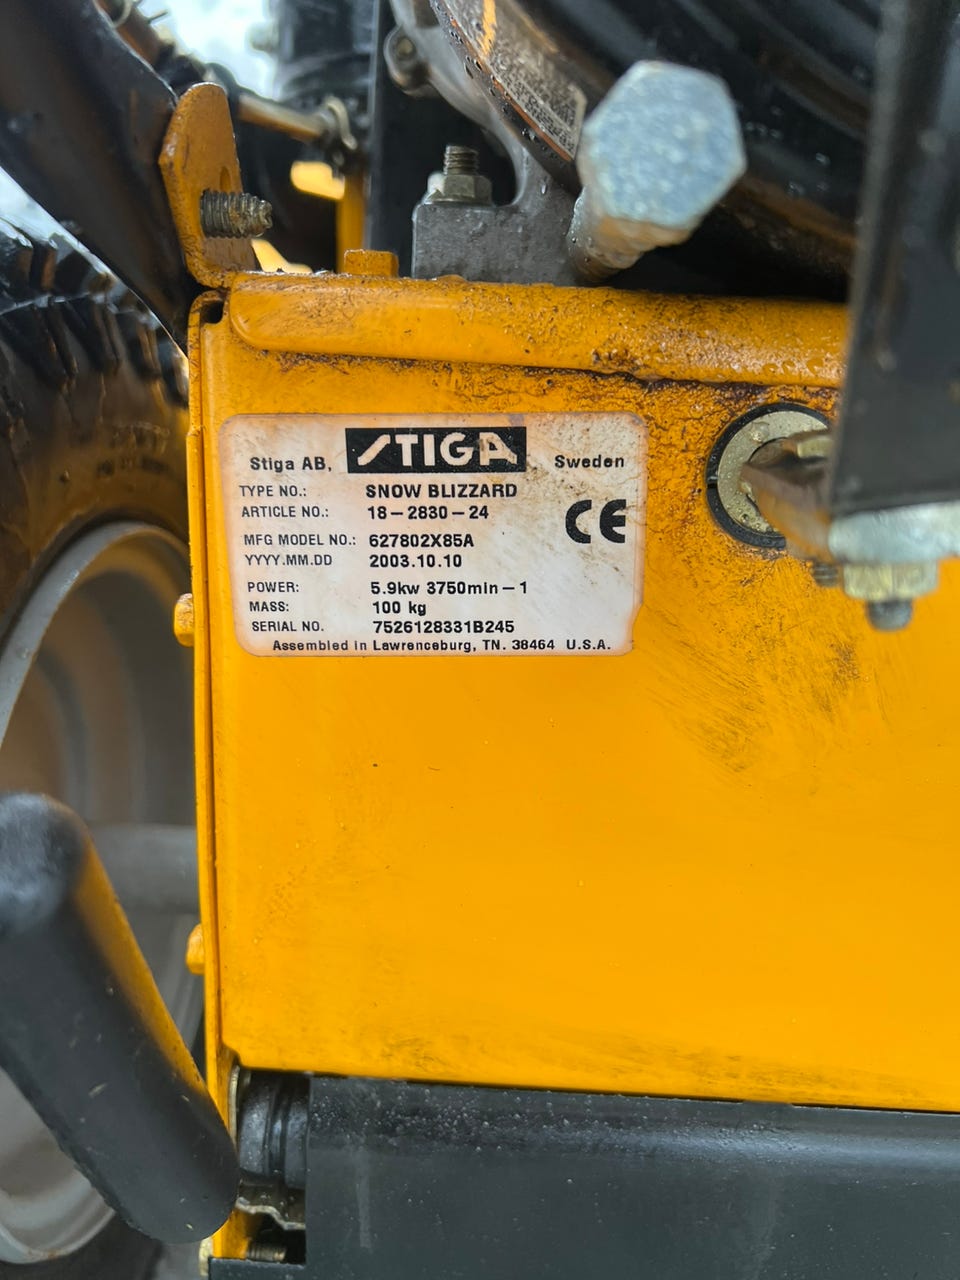 Stiga AB, STIGA Sweden
TYPE NO.: SNOW BLIZZARD
ARTICLE NO.: 18-2830-24
CE
MFG MODEL NO.: 627802X85A
YYYY.MM.DD 2003.10.10
POWER: 5.9kw 3750min-1
MASS: 100 kg
SERIAL NO. 7526128331B245
Assembled in Lawrenceburg, TN. 38464 U.S.A.